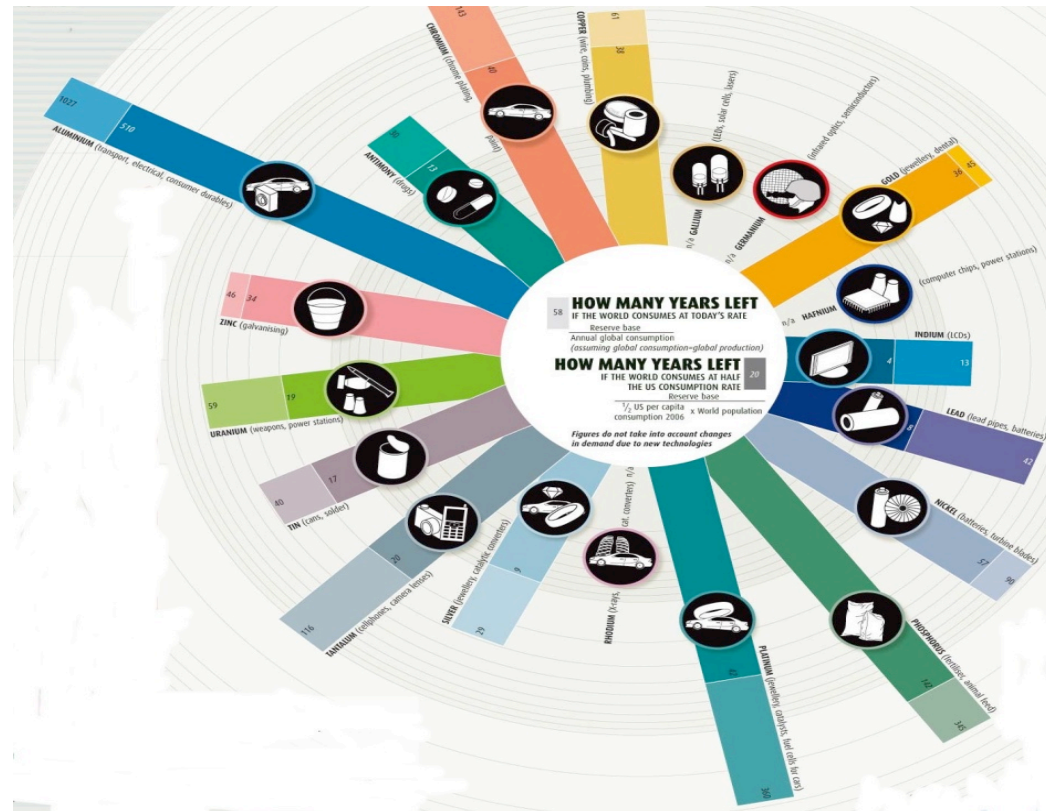 1027
510
ALUMINIUM (transport, electrical, consumer durables)
30
13
ANTIMONY (drugs)
143
40
CHROMIUM (chrome plating,
paint)
61
38
COPPER (wire, coins, plumbing)
n/a GALLIUM (LEDs, solar cells, lasers)
n/a GERMANIUM (infrared optics, semiconductors)
GOLD (jewellery, dental)
36
45
n/a HAFNIUM (computer chips, power stations)
INDIUM (LCDs)
4
13
LEAD (lead pipes, batteries)
8
42
NICKEL (batteries, turbine blades)
57
90
PHOSPHORUS (fertiliser, animal feed)
142
345
PLATINUM (jewellery, catalysts, fuel cells for cars)
42
360
RHODIUM (X-rays,
cat. converters) n/a
SILVER (jewellery, catalytic converters)
9
29
TANTALUM (cellphones, camera lenses)
20
116
TIN (cans, solder)
17
40
URANIUM (weapons, power stations)
19
59
ZINC (galvanising)
34
46
58
HOW MANY YEARS LEFT
IF THE WORLD CONSUMES AT TODAY'S RATE
Reserve base
Annual global consumption
(assuming global consumption=global production)
HOW MANY YEARS LEFT
IF THE WORLD CONSUMES AT HALF
THE US CONSUMPTION RATE
20
Reserve base
1/2 US per capita
consumption 2006
x World population
Figures do not take into account changes
in demand due to new technologies